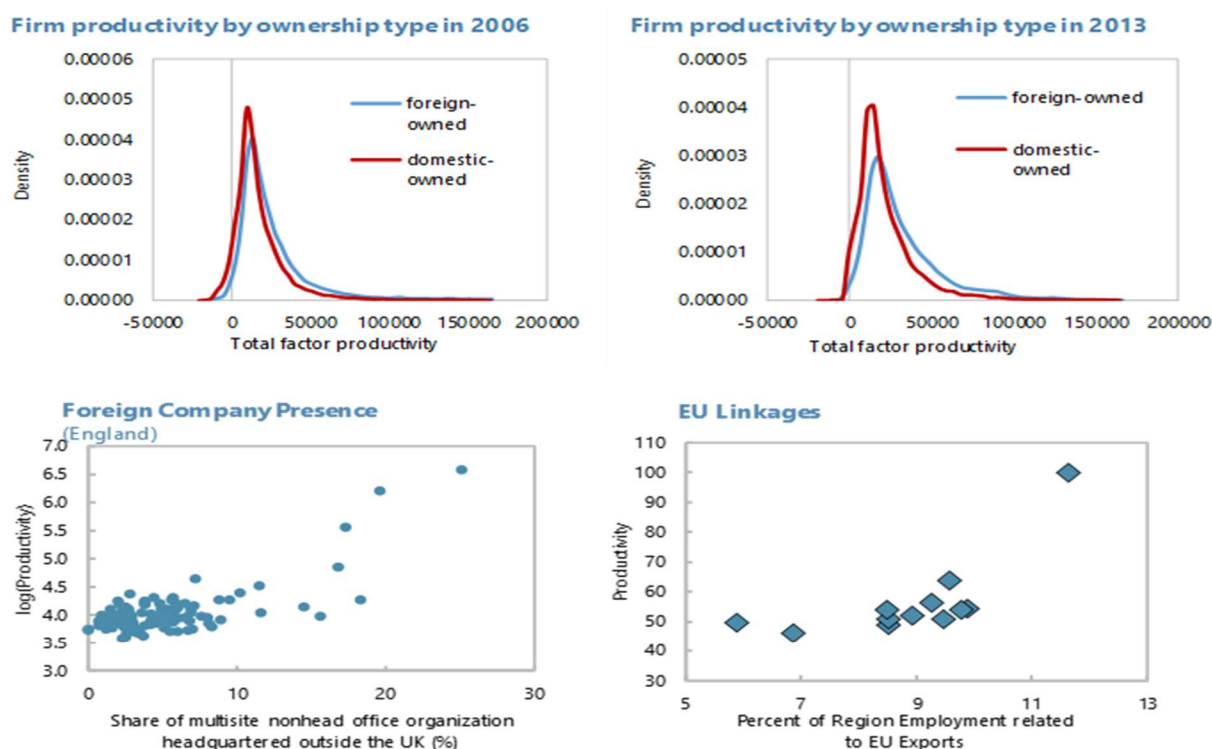 Firm productivity by ownership type in 2006
0.00006
0.00005
0.00004
0.00003
0.00002
0.00001
0.00000
Density
foreign-
owned
domestic-
owned
-50000 0 50000 100000 150000 200000
Total factor productivity
Firm productivity by ownership type in 2013
0.00005
0.00004
0.00003
0.00002
0.00001
0.00000
Density
foreign-owned
domestic-
owned
-50000 0 50000 100000 150000 200000
Total factor productivity
Foreign Company Presence
(England)
7.0
6.5
6.0
5.5
5.0
4.5
4.0
3.5
3.0
log(Productivity)
0 10 20 30
Share of multisite nonhead office organization
headquartered outside the UK (%)
EU Linkages
110
100
90
80
70
60
50
40
30
Productivity
5 7 9 11 13
Percent of Region Employment related
to EU Exports